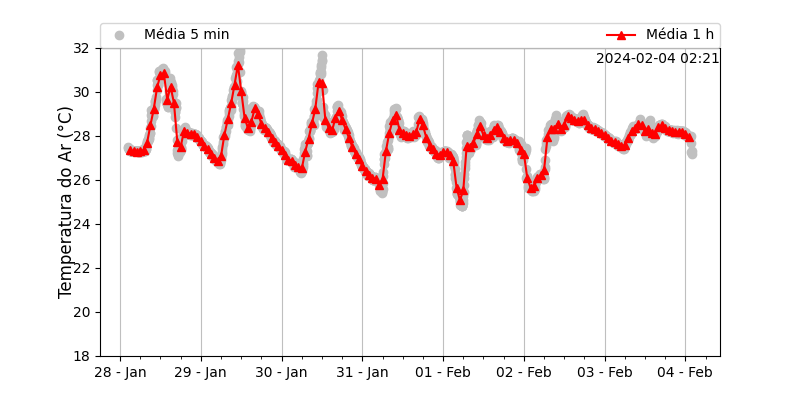 Média 5 min
Média 1 h
2024-02-04 02:21
Temperatura do Ar (°C)
32
30
28
26
24
22
20
18
28 - Jan
29 - Jan
30 - Jan
31 - Jan
01 - Feb
02 - Feb
03 - Feb
04 - Feb